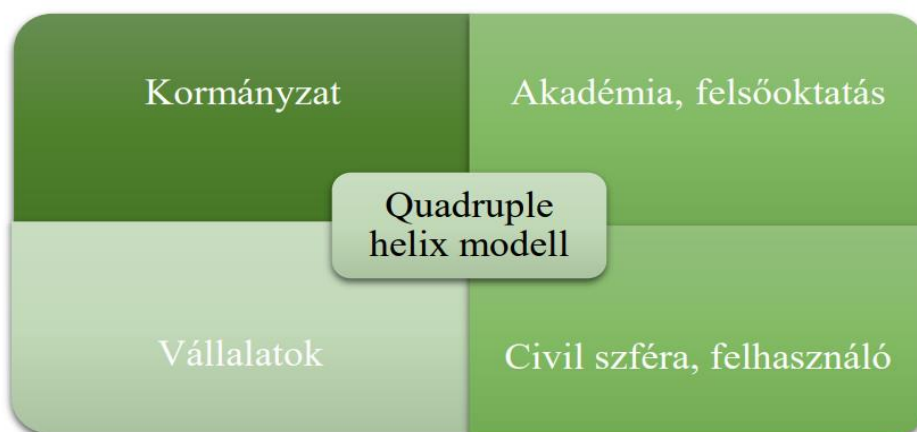 Kormányzat
Akadémia, felsőoktatás
Quadruple
helix modell
Vállalatok
Civil szféra, felhasználó